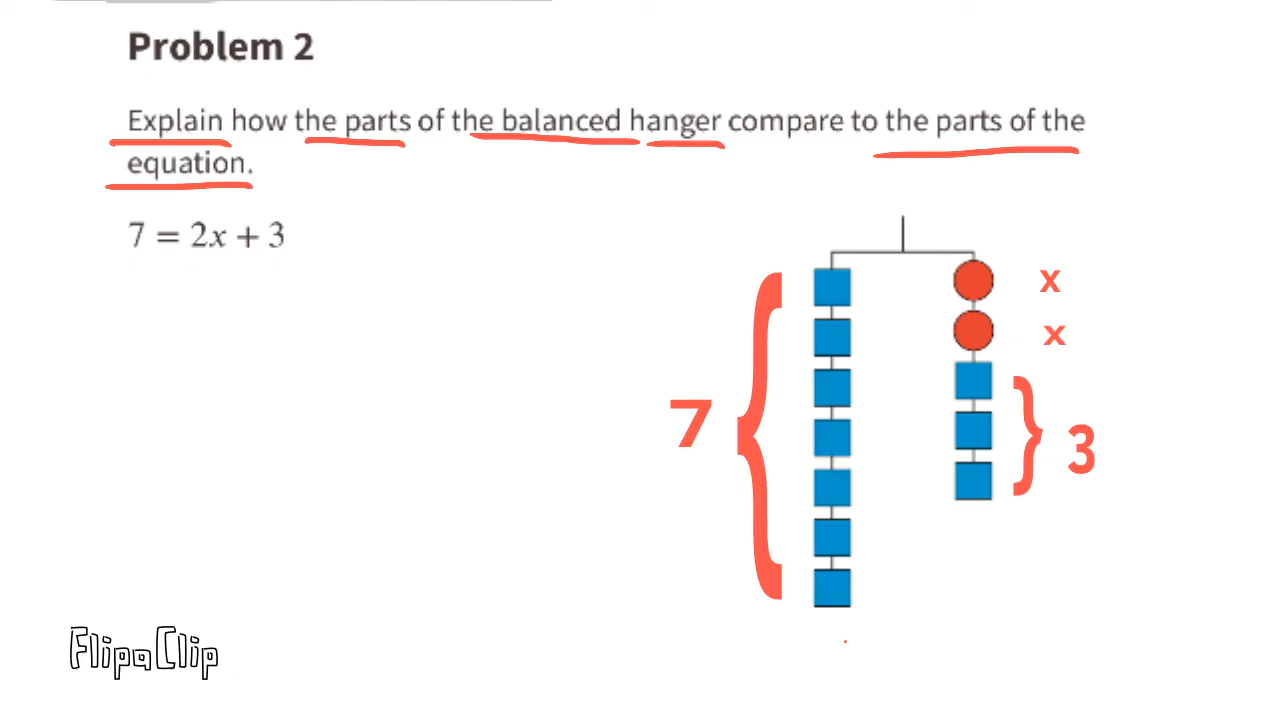 Problem 2
Explain how the parts of the balanced hanger compare to the parts of the
equation.
7 = 2x + 3
x
x
7
3
FlipaClip